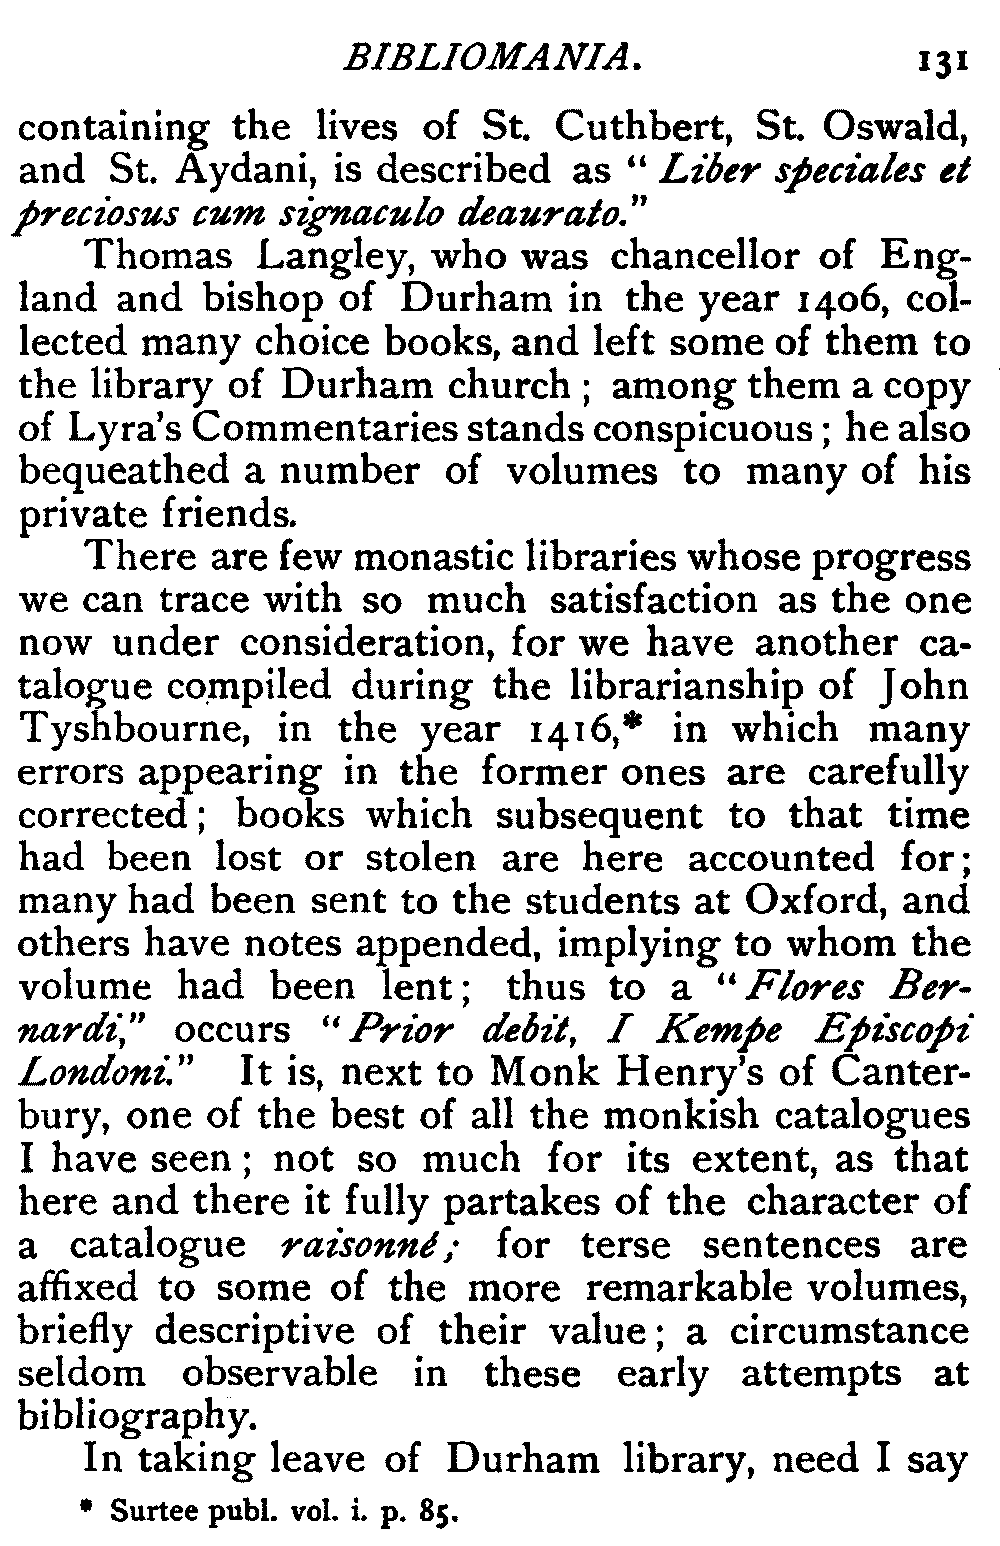 BIBLIOMANIA. 131
containing the lives of St. Cuthbert, St. Oswald,
and St. Aydani, is described as “ Liber speciales et
preciosus cum signaculo deaurato.”
Thomas Langley, who was chancellor of Eng-
land and bishop of Durham in the year 1406, col-
lected many choice books, and left some of them to
the library of Durham church ; among them a copy
of Lyra’s Commentaries stands conspicuous ; he also
bequeathed a number of volumes to many of his
private friends.
There are few monastic libraries whose progress
we can trace with so much satisfaction as the one
now under consideration, for we have another ca-
talogue compiled during the librarianship of John
Tyshbourne, in the year 1416,* in which many
errors appearing in the former ones are carefully
corrected ; books which subsequent to that time
had been lost or stolen are here accounted for ;
many had been sent to the students at Oxford, and
others have notes appended, implying to whom the
volume had been lent ; thus to a “ Flores Ber-
nardi,” occurs “ Prior debit, I Kempe Episcopi
Londoni.” It is, next to Monk Henry’s of Canter-
bury, one of the best of all the monkish catalogues
I have seen ; not so much for its extent, as that
here and there it fully partakes of the character of
a catalogue raisonné ; for terse sentences are
affixed to some of the more remarkable volumes,
briefly descriptive of their value ; a circumstance
seldom observable in these early attempts at
bibliography.
In taking leave of Durham library, need I say
* Surtee publ. vol. i. p. 85.